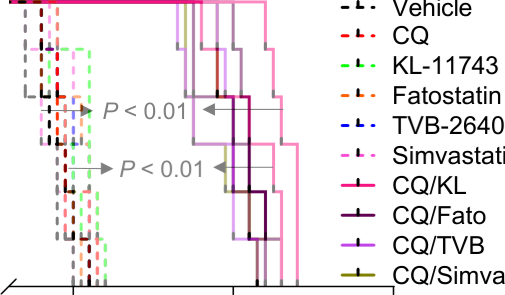 Vehicle
CQ
KL-11743
Fatostatin
TVB-2640
Simvastati
CQ/KL
CQ/Fato
CQ/TVB
CQ/Simva
P < 0.01
P < 0.01